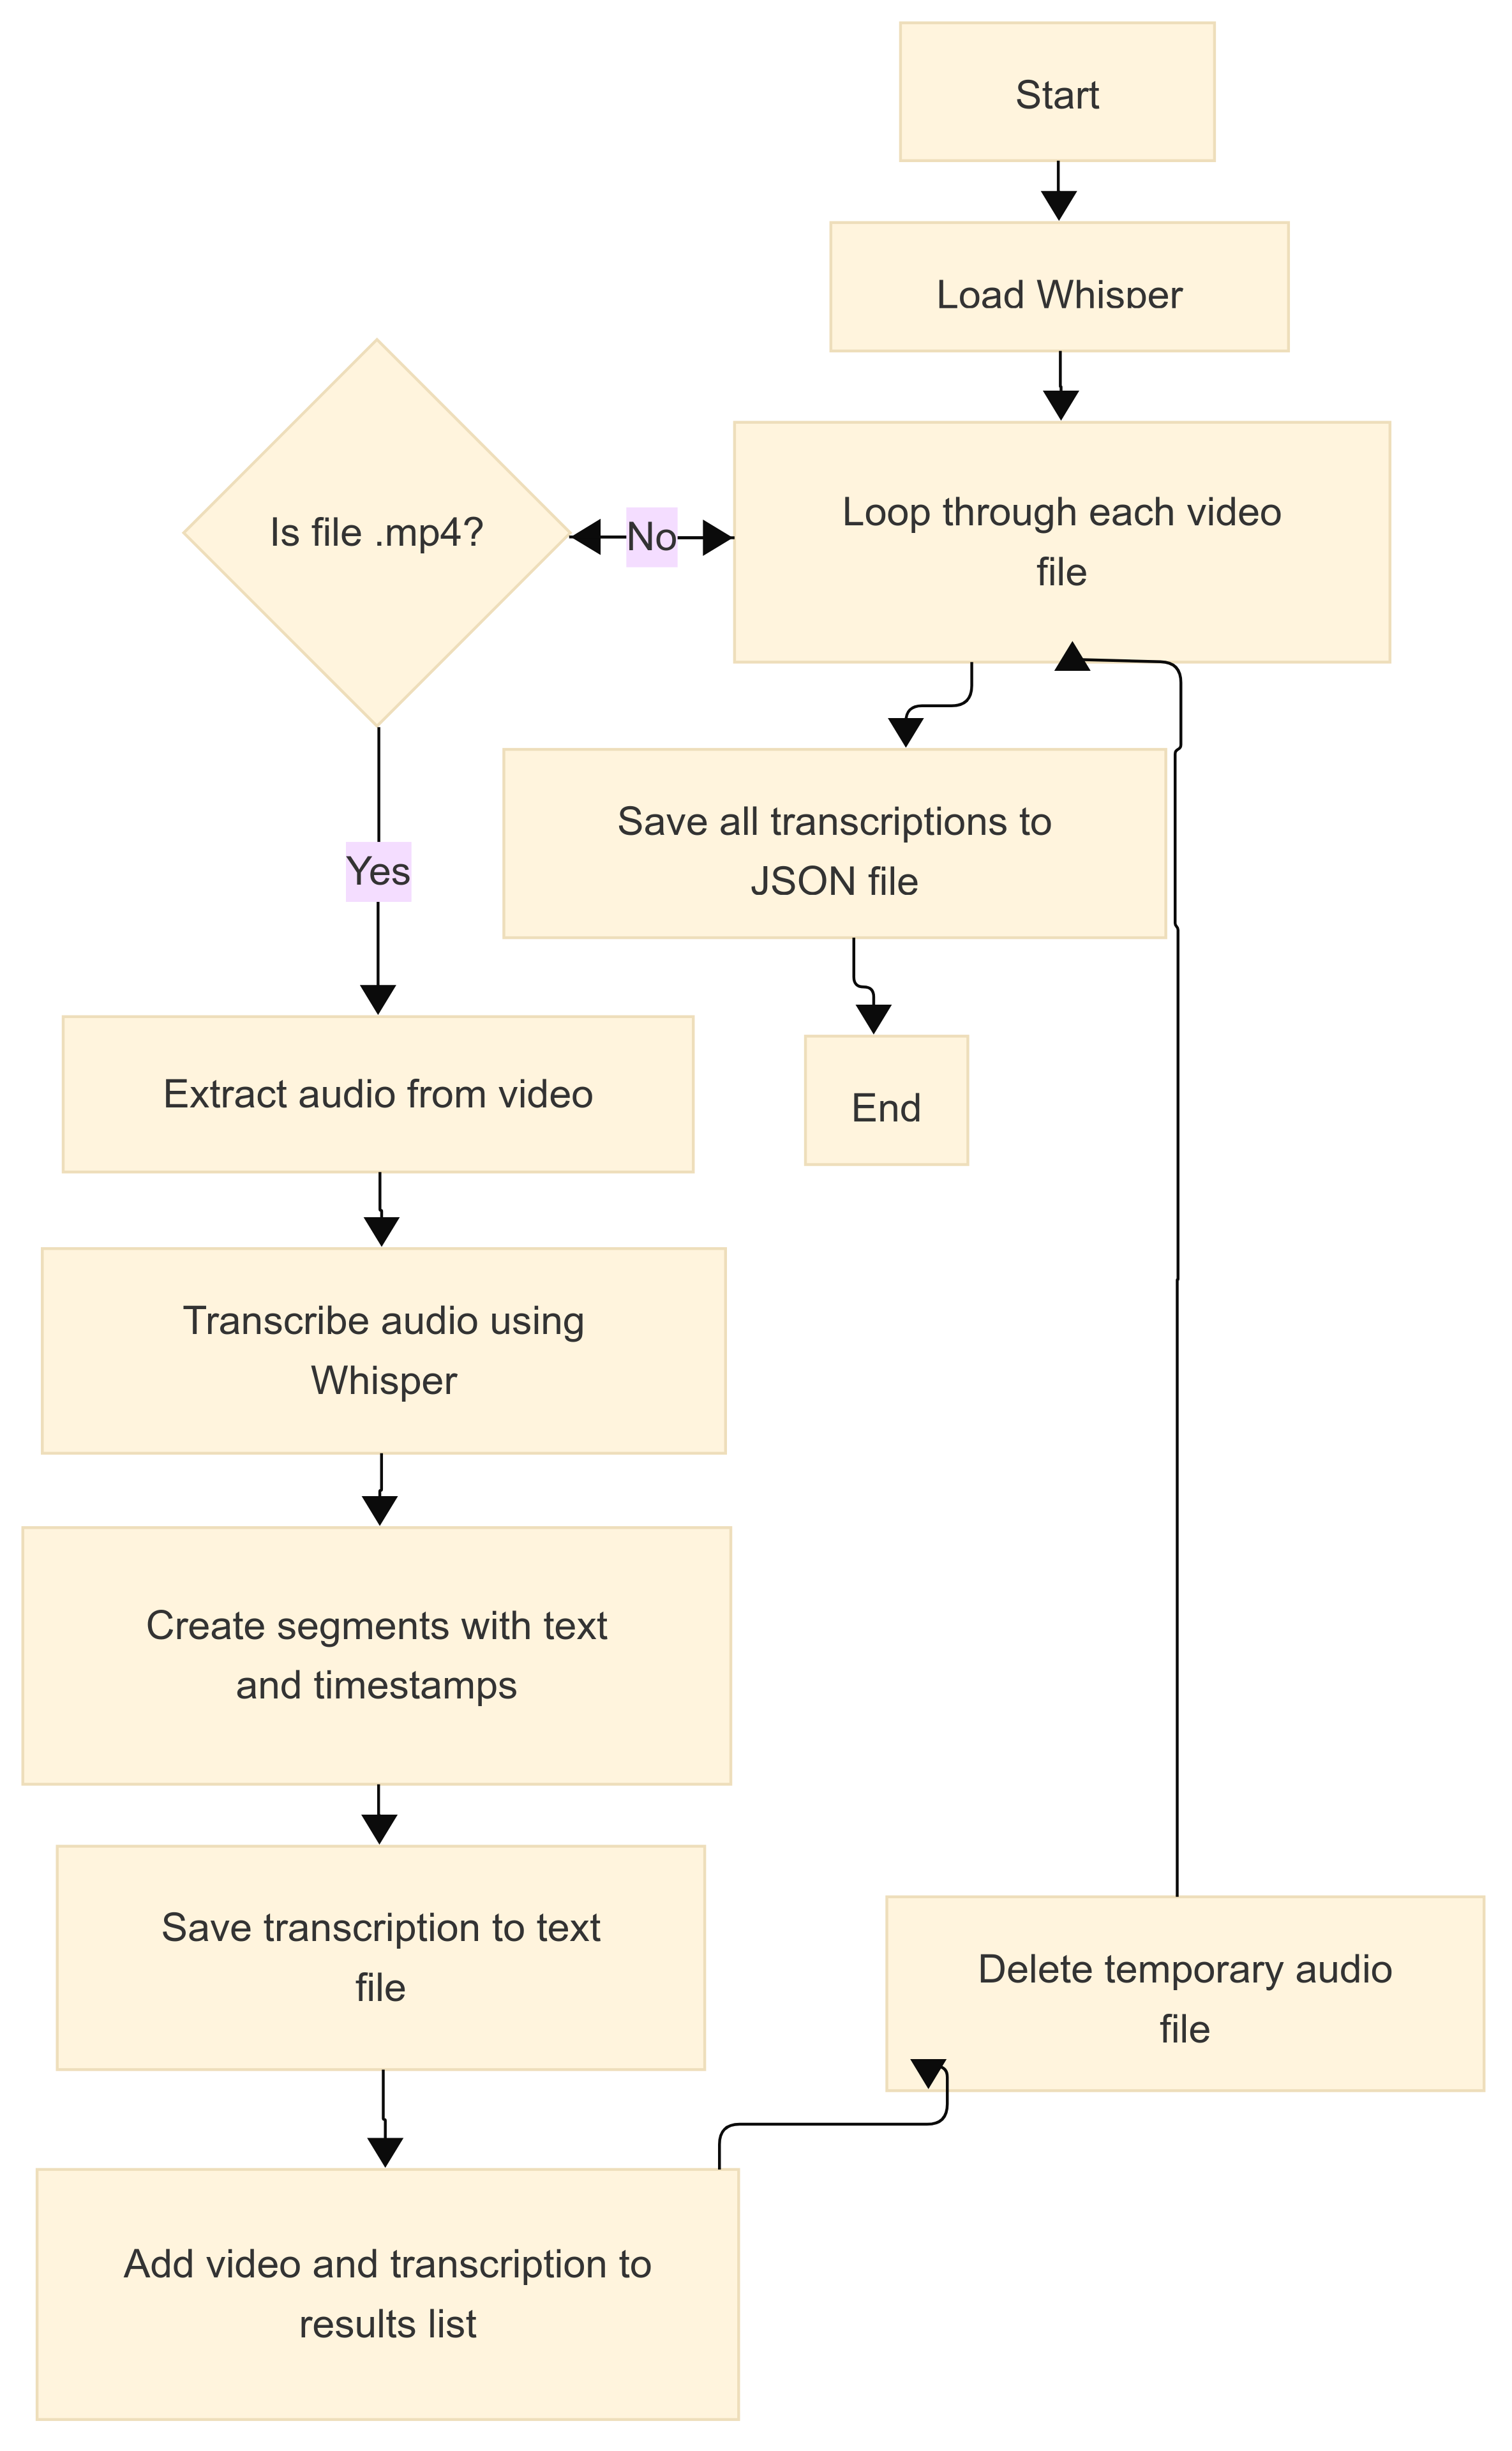 Start
Load Whisper
Loop through each video
file
Is file .mp4?
No
Yes
Save all transcriptions to
JSON file
End
Extract audio from video
Transcribe audio using
Whisper
Create segments with text
and timestamps
Save transcription to text
file
Add video and transcription to
results list
Delete temporary audio
file